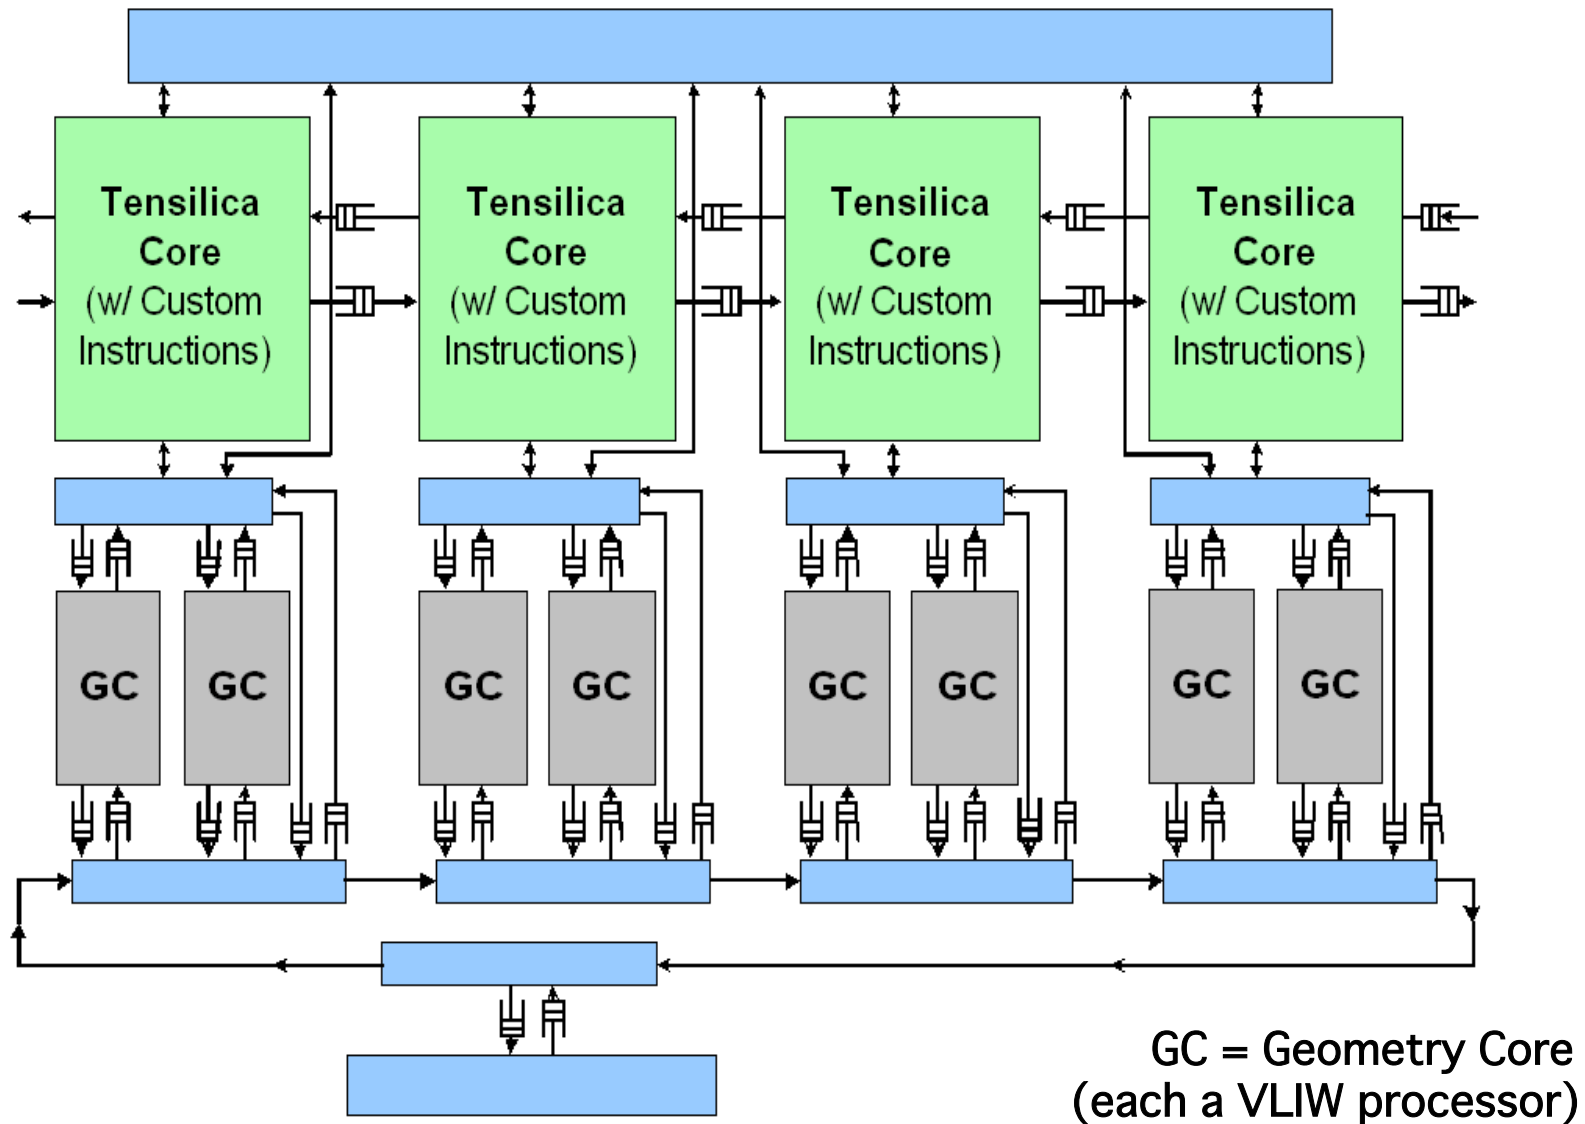 Tensilica
Core
(w/ Custom
Instructions)
Tensilica
Core
(w/ Custom
Instructions)
Tensilica
Core
(w/ Custom
Instructions)
Tensilica
Core
(w/ Custom
Instructions)
GC
GC
GC
GC
GC
GC
GC
GC
GC = Geometry Core
(each a VLIW processor)